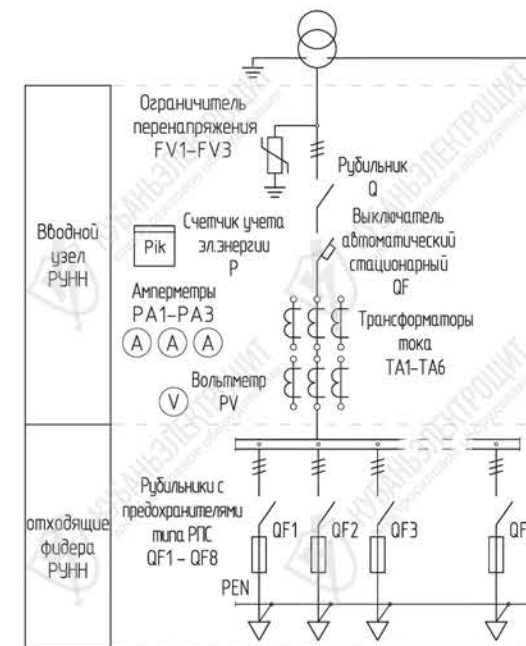 Ограничитель
перенапряжения
FV1-FV3
Рубильник
Q
Вводной
узел
РУНН
Pik
Счетчик учета
эл.энергии
P
Выключатель
автоматический
стационарный
QF
Амперметры
PA1-PA3
A A A
Трансформаторы
тока
TA1-TA6
Вольтметр
PV
V
отходящие
фидера
РУНН
Рубильники с
предохранителями
типа РПС
QF1 - QF8
QF1
QF2
QF3
QF
PEN
КУБАНЬЭЛЕКТРОЩИТ